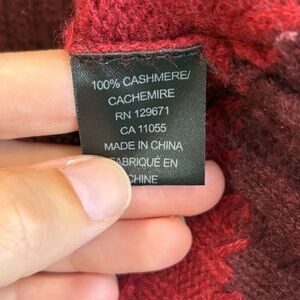 100% CASHMERE/
CACHEMIRE
RN 129671
CA 11055
MADE IN CHINA
FABRIQUÉ EN
CHINE